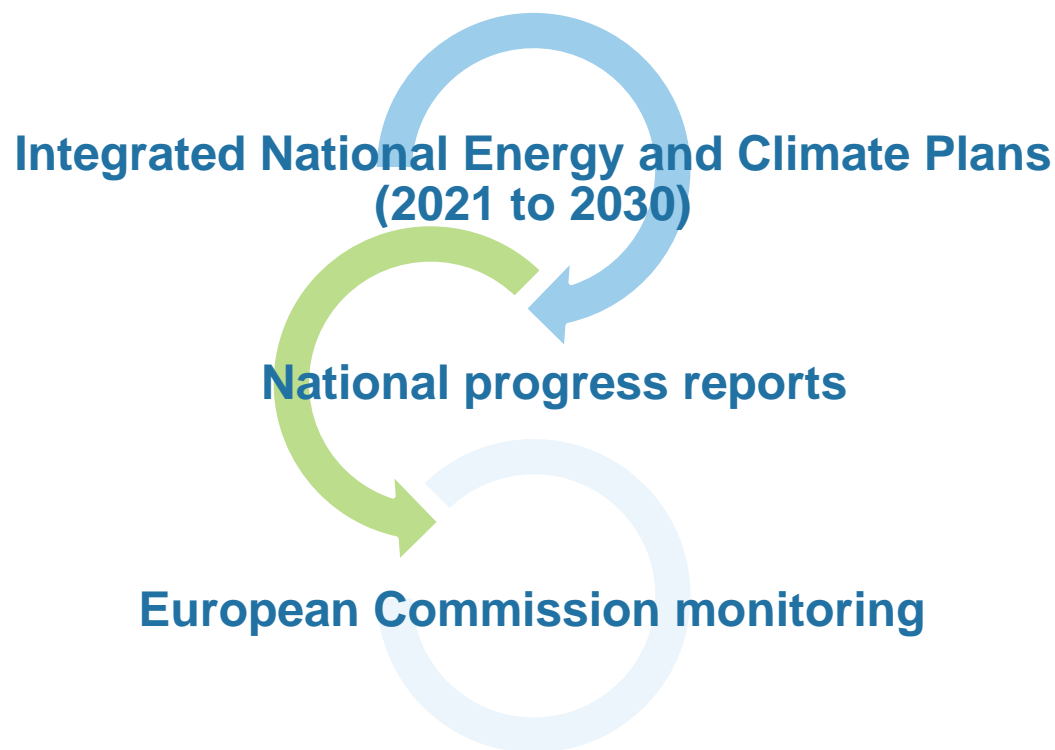 Integrated National Energy and Climate Plans
(2021 to 2030)
National progress reports
European Commission monitoring